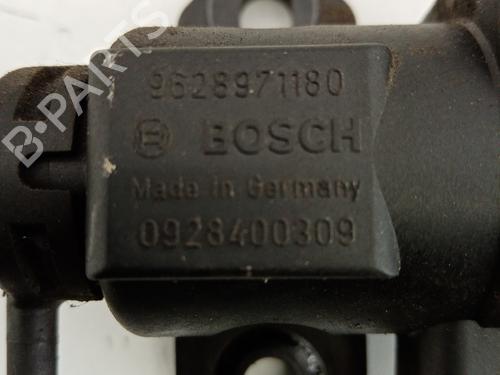 B-PARTS
9628971180
BOSCH
Made in Germany
0928400309